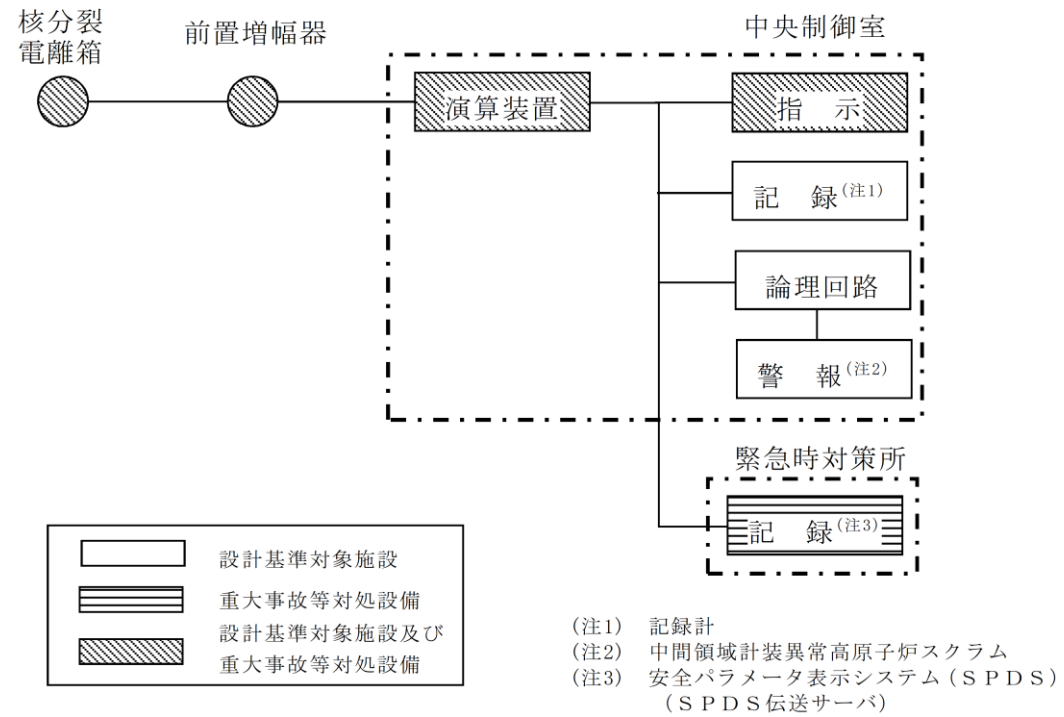 核分裂
電離箱
前置増幅器
中央制御室
演算装置
指　示
記　録(注1)
論理回路
警　報(注2)
緊急時対策所
記　録(注3)
設計基準対象施設
重大事故等対処設備
設計基準対象施設及び
重大事故等対処設備
(注1)　記録計
(注2)　中間領域計装異常高原子炉スクラム
(注3)　安全パラメータ表示システム(ＳＰＤＳ)
(ＳＰＤＳ伝送サーバ)